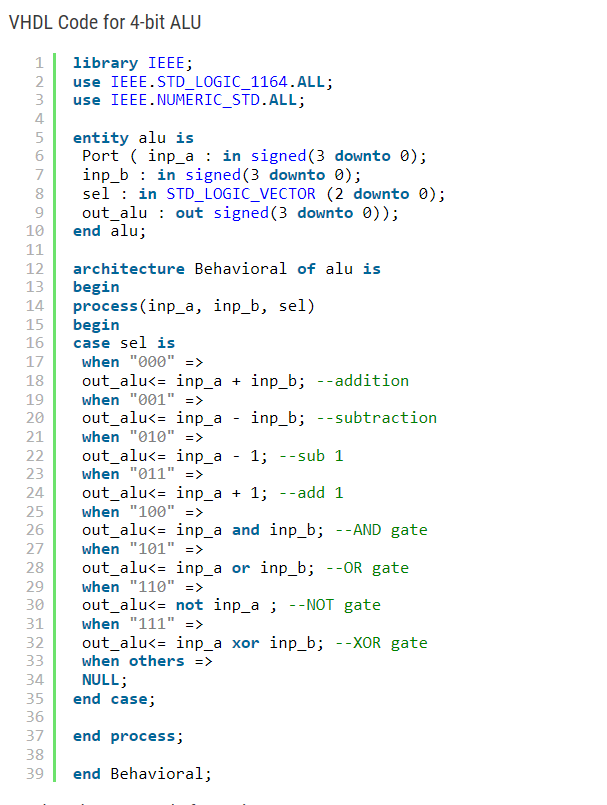 VHDL Code for 4-bit ALU
1 library IEEE;
2 use IEEE.STD_LOGIC_1164.ALL;
3 use IEEE.NUMERIC_STD.ALL;
4
5 entity alu is
6 Port ( inp_a : in signed(3 downto 0);
7 inp_b : in signed(3 downto 0);
8 sel : in STD_LOGIC_VECTOR (2 downto 0);
9 out_alu : out signed(3 downto 0));
10 end alu;
11
12 architecture Behavioral of alu is
13 begin
14 process(inp_a, inp_b, sel)
15 begin
16 case sel is
17 when "000" =>
18 out_alu<= inp_a + inp_b; --addition
19 when "001" =>
20 out_alu<= inp_a - inp_b; --subtraction
21 when "010" =>
22 out_alu<= inp_a - 1; --sub 1
23 when "011" =>
24 out_alu<= inp_a + 1; --add 1
25 when "100" =>
26 out_alu<= inp_a and inp_b; --AND gate
27 when "101" =>
28 out_alu<= inp_a or inp_b; --OR gate
29 when "110" =>
30 out_alu<= not inp_a ; --NOT gate
31 when "111" =>
32 out_alu<= inp_a xor inp_b; --XOR gate
33 when others =>
34 NULL;
35 end case;
36
37 end process;
38
39 end Behavioral;